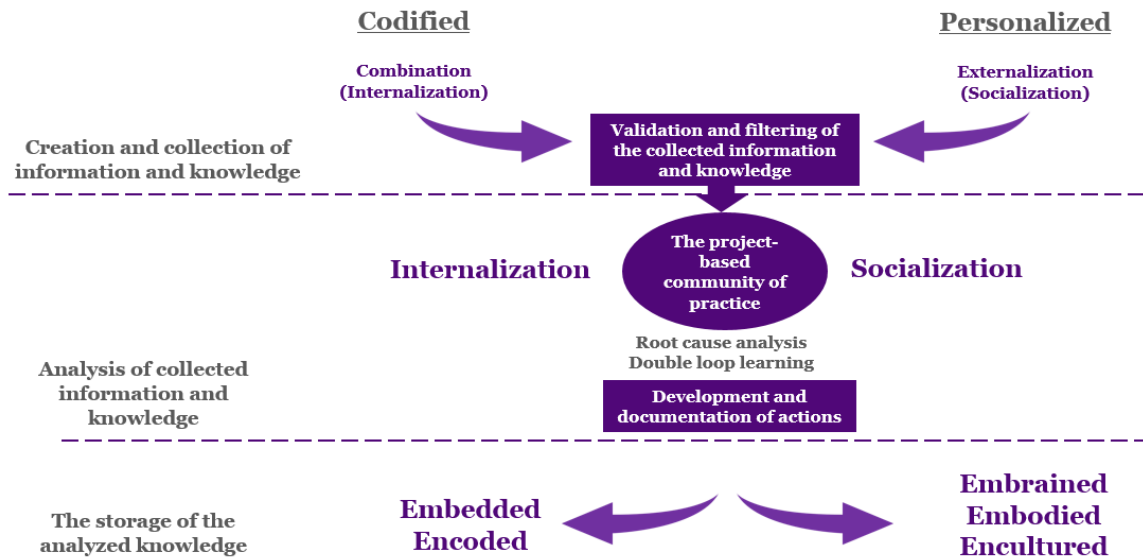 Codified
Personalized
Combination
(Internalization)
Externalization
(Socialization)
Creation and collection of
information and knowledge
Validation and filtering of
the collected information
and knowledge
Internalization
The project-
based
community of
practice
Socialization
Root cause analysis
Double loop learning
Analysis of collected
information and
knowledge
Development and
documentation of actions
The storage of the
analyzed knowledge
Embedded
Encoded
Embrained
Embodied
Encultured